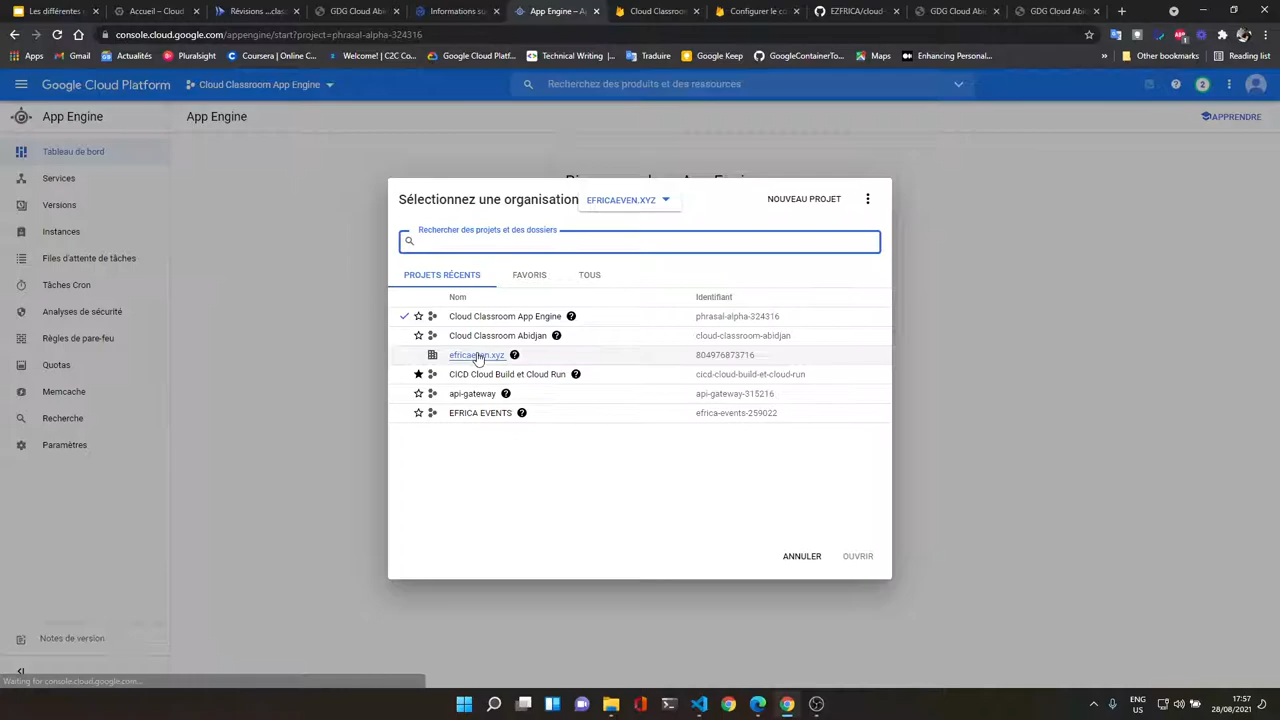 Les différentes
Accueil – Cloud
Révisions ...clas
GDG Cloud Abi
Informations su
App Engine – A
Cloud Classroom
Configurer le co
EZFRICA/cloud-
GDG Cloud Abi
GDG Cloud Abi
console.cloud.google.com/appengine/start?project=phrasal-alpha-324316
Apps
Gmail
Actualités
Pluralsight
Coursera | Online C...
Welcome! | C2C Co...
Google Cloud Platf...
Technical Writing |...
Traduire
Google Keep
GoogleContainerTo...
Maps
Enhancing Personal...
»
Other bookmarks
Reading list
Google Cloud Platform
Cloud Classroom App Engine
Recherchez des produits et des ressources
2
App Engine
App Engine
APPRENDRE
Tableau de bord
Services
Versions
Instances
Files d'attente de tâches
Tâches Cron
Analyses de sécurité
Règles de pare-feu
Quotas
Memcache
Recherche
Paramètres
Notes de version
Sélectionnez une organisation
EFRICAEVEN.XYZ
NOUVEAU PROJET
Rechercher des projets et des dossiers
PROJETS RÉCENTS
FAVORIS
TOUS
Nom
Identifiant
Cloud Classroom App Engine
phrasal-alpha-324316
Cloud Classroom Abidjan
cloud-classroom-abidjan
efricaeven.xyz
804976873716
CICD Cloud Build et Cloud Run
cicd-cloud-build-et-cloud-run
api-gateway
api-gateway-315216
EFRICA EVENTS
efrica-events-259022
ANNULER
OUVRIR
Waiting for console.cloud.google.com...
ENG
US
17:57
28/08/2021